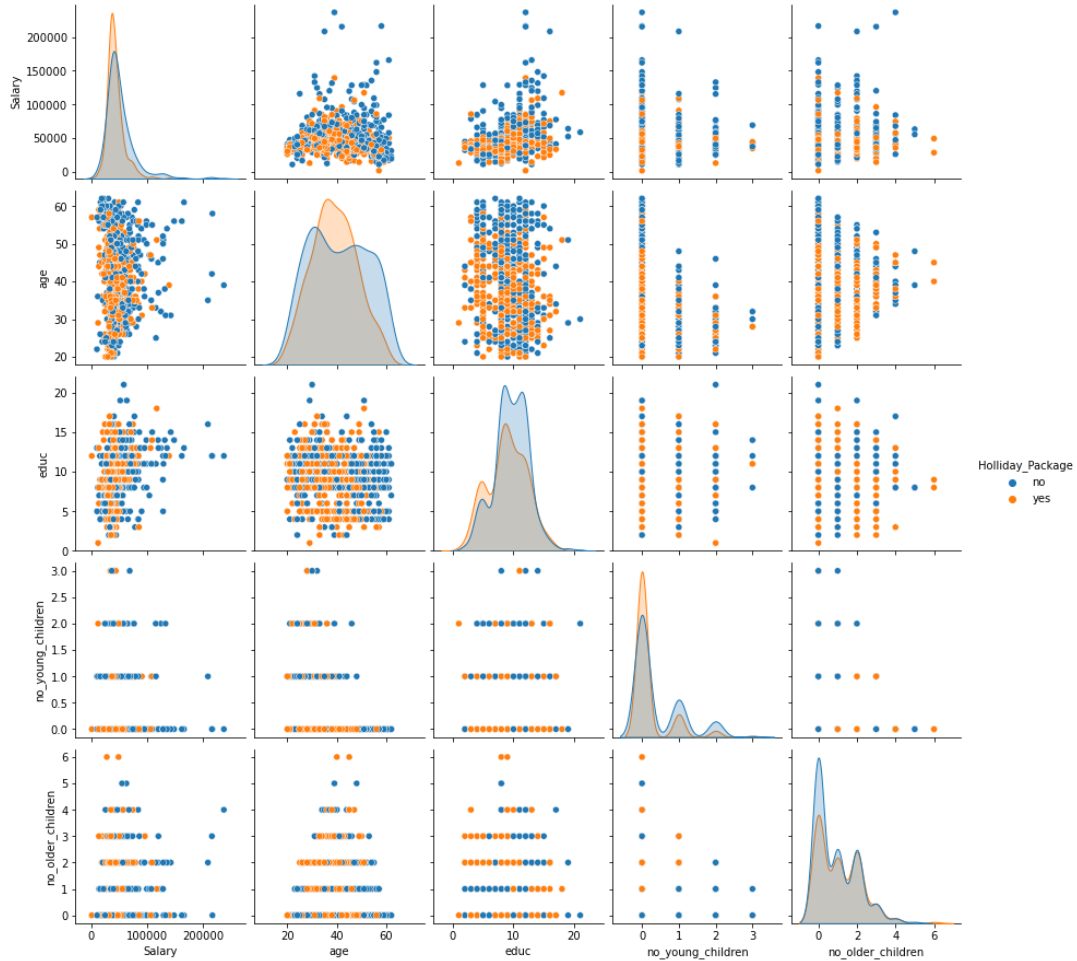 200000
150000
100000
50000
0
Salary
60
50
40
30
20
age
20
15
10
5
0
educ
Holliday_Package
no
yes
3.0
2.5
2.0
1.5
1.0
0.5
0.0
no_young_children
6
5
4
3
2
1
0
no_older_children
0 100000 200000 20 40 60 0 10 20 0 1 2 3 0 2 4 6
Salary age educ no_young_children no_older_children